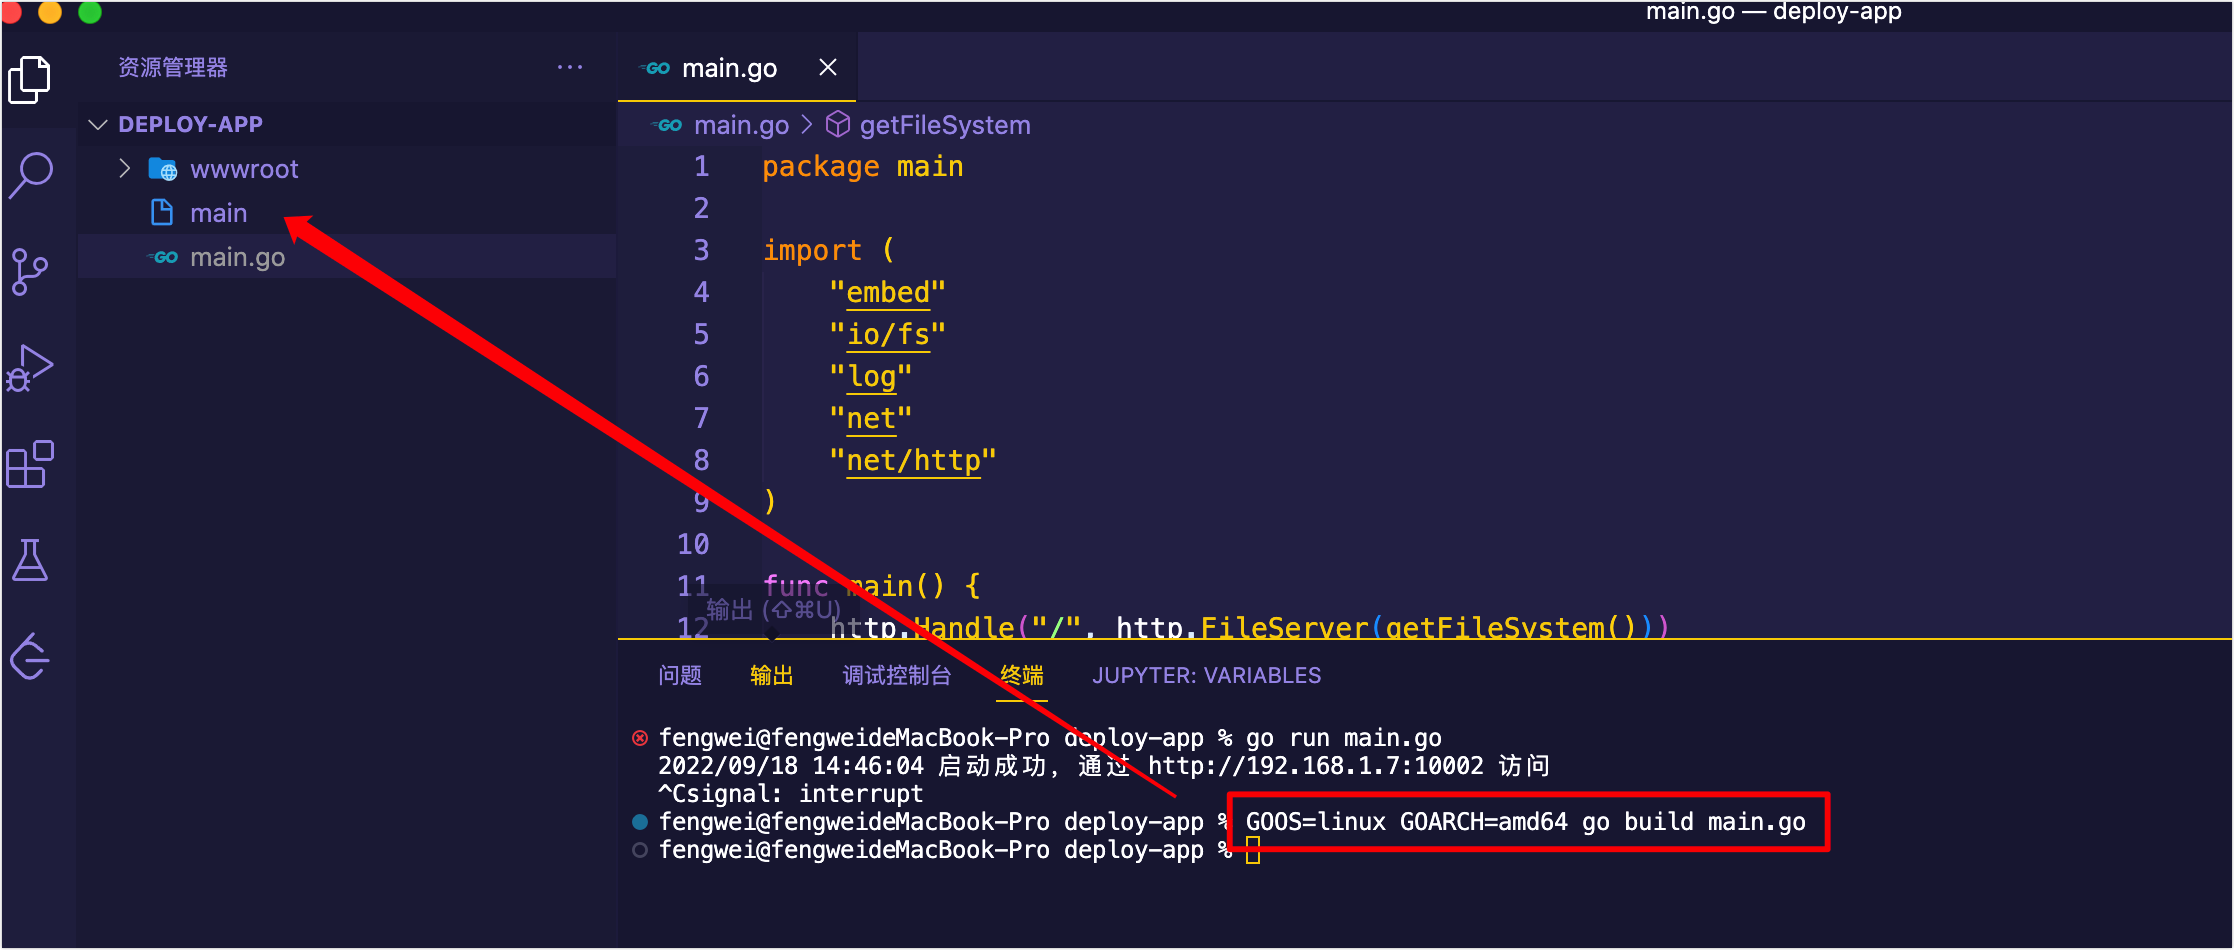 main.go — deploy-app
资源管理器
DEPLOY-APP
wwwroot
main
GO main.go
GO main.go
GO main.go > getFileSystem
1 package main
2
3 import (
4 "embed"
5 "io/fs"
6 "log"
7 "net"
8 "net/http"
9 )
10
11 func main() {
12 http.Handle("/", http.FileServer(getFileSystem()))
输出 (⇧⌘U)
问题 输出 调试控制台 终端 JUPYTER: VARIABLES
fengwei@fengweideMacBook-Pro deploy-app % go run main.go
2022/09/18 14:46:04 启动成功, 通过 http://192.168.1.7:10002 访问
^Csignal: interrupt
fengwei@fengweideMacBook-Pro deploy-app % GOOS=linux GOARCH=amd64 go build main.go
fengwei@fengweideMacBook-Pro deploy-app %